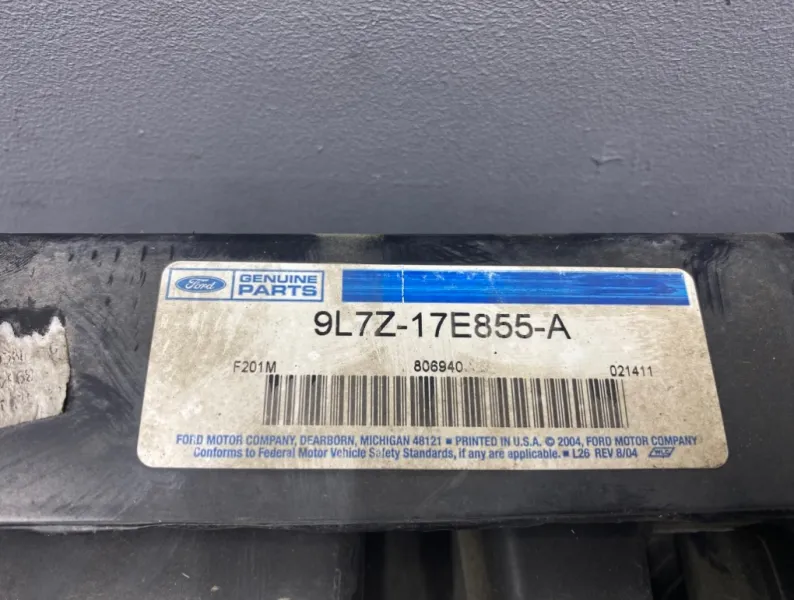 Ford GENUINE PARTS
9L7Z-17E855-A
F201M 806940 021411
FORD MOTOR COMPANY, DEARBORN, MICHIGAN 48121 ■ PRINTED IN U.S.A. © 2004, FORD MOTOR COMPANY
Conforms to Federal Motor Vehicle Safety Standards, if any are applicable. ■ L26 REV 8/04